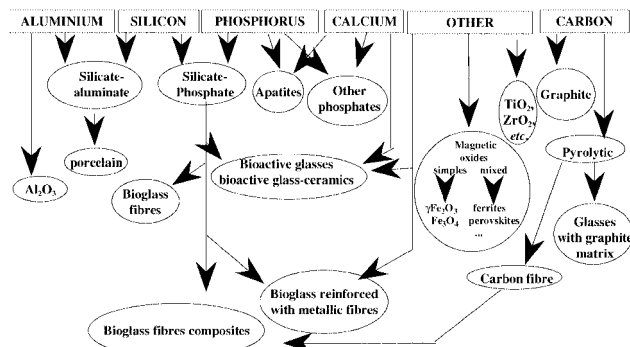 ALUMINIUM SILICON PHOSPHORUS CALCIUM OTHER CARBON
Silicate-
aluminate
Silicate-
Phosphate
Apatites
Other
phosphates
TiO₂,
ZrO₂,
etc.
Graphite
porcelain
Al₂O₃
Bioglass
fibres
Bioactive glasses
bioactive glass-ceramics
Magnetic
oxides
simples mixed
γFe₂O₃ ferrites
Fe₃O₄ perovskites
...
Pyrolytic
Glasses
with graphite
matrix
Carbon fibre
Bioglass reinforced
with metallic fibres
Bioglass fibres composites